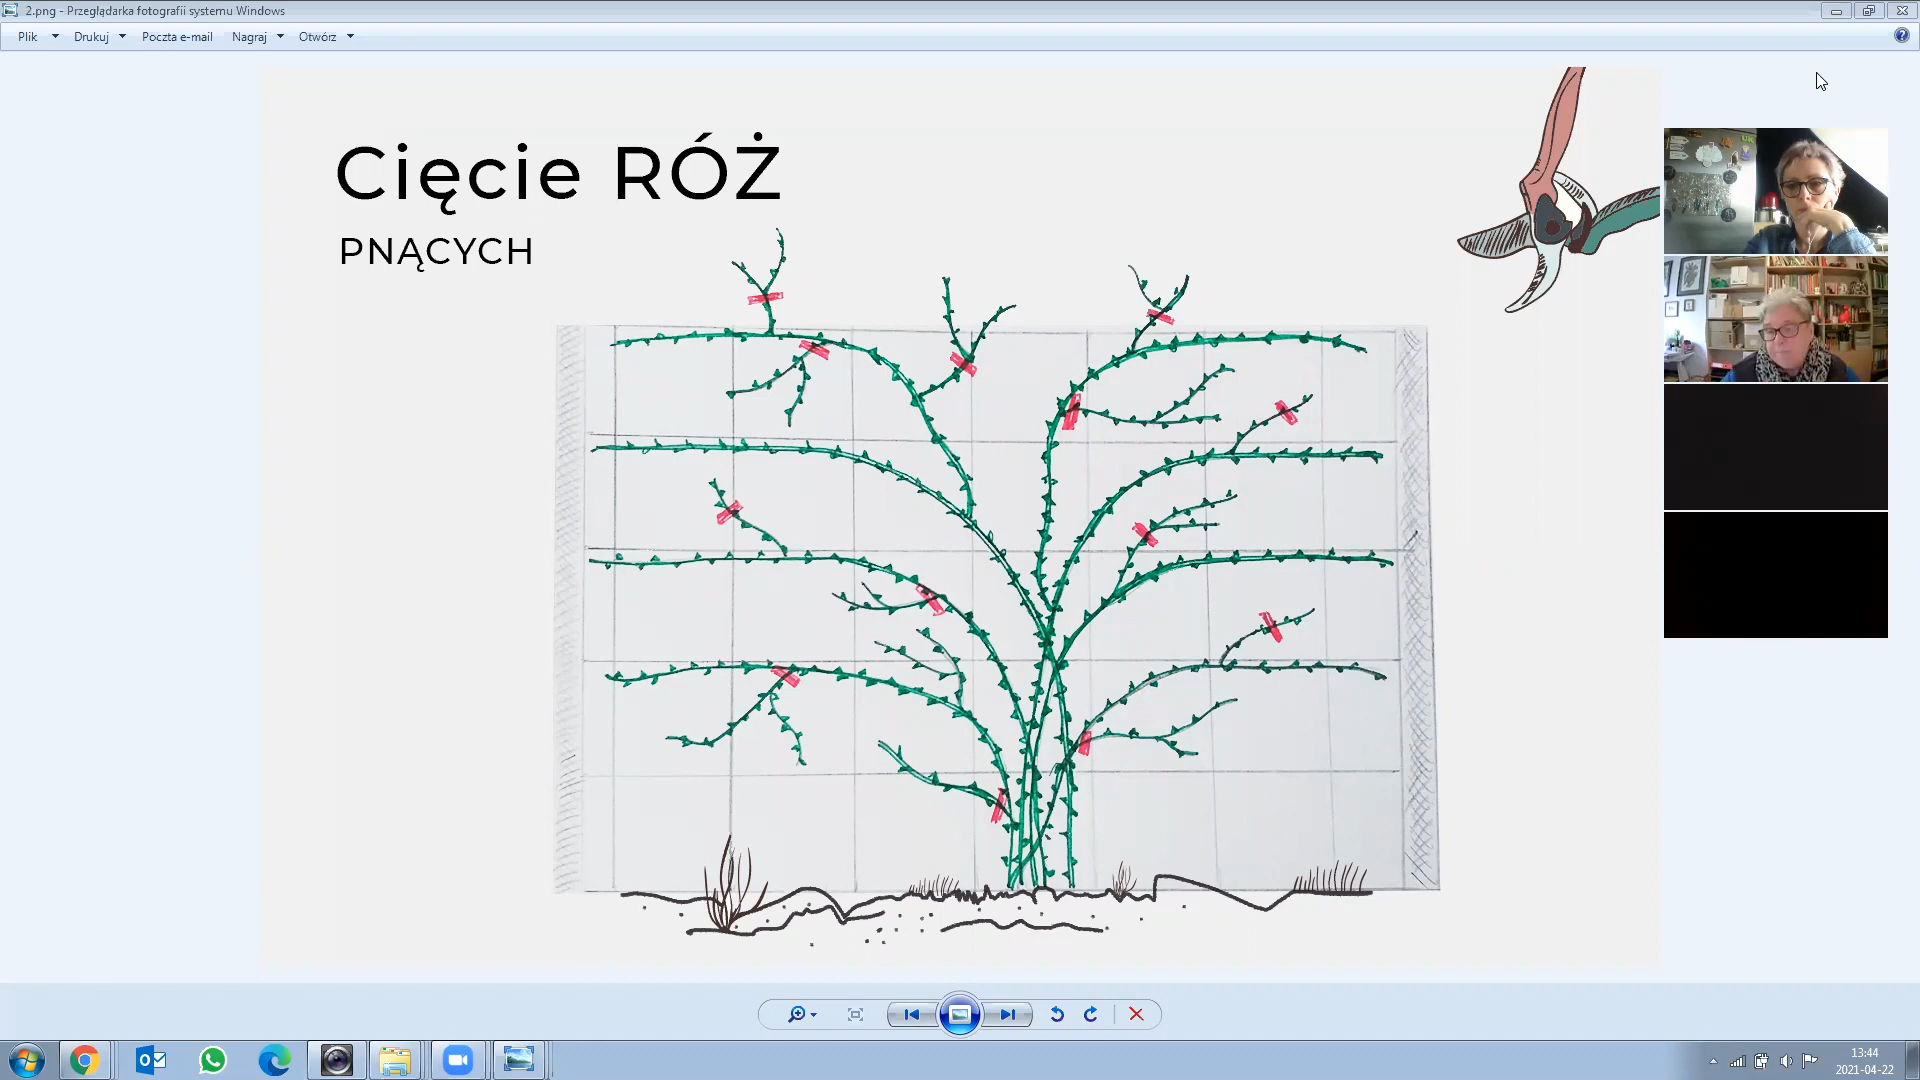 2.png - Przeglądarka fotografii systemu Windows
Plik Drukuj Poczta e-mail Nagraj Otwórz
Cięcie RÓŻ
PNĄCYCH
13:44
2021-04-22